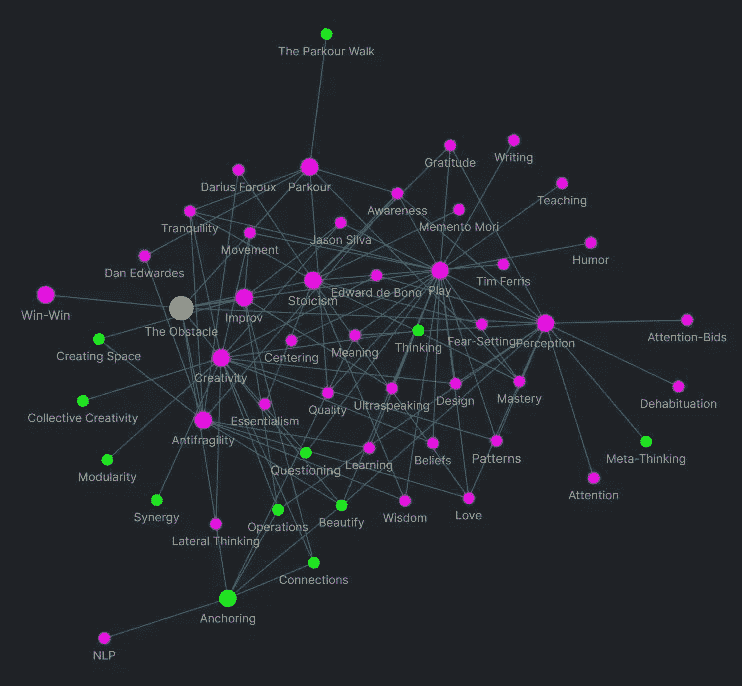 The Parkour Walk
Gratitude
Writing
Darius Foroux
Parkour
Teaching
Awareness
Tranquility
Memento Mori
Movement
Jason Silva
Humor
Dan Edwardes
Tim Ferris
Stoicism
Edward de Bono
Play
Win-Win
The Obstacle
Improv
Fear-Setting
Perception
Attention-Bids
Creating Space
Centering
Meaning
Thinking
Creativity
Dehabituation
Collective Creativity
Essentialism
Quality
Ultraspeaking
Design
Mastery
Antifragility
Meta-Thinking
Questioning
Learning
Beliefs
Patterns
Modularity
Attention
Synergy
Lateral Thinking
Operations
Beautify
Wisdom
Love
Connections
Anchoring
NLP